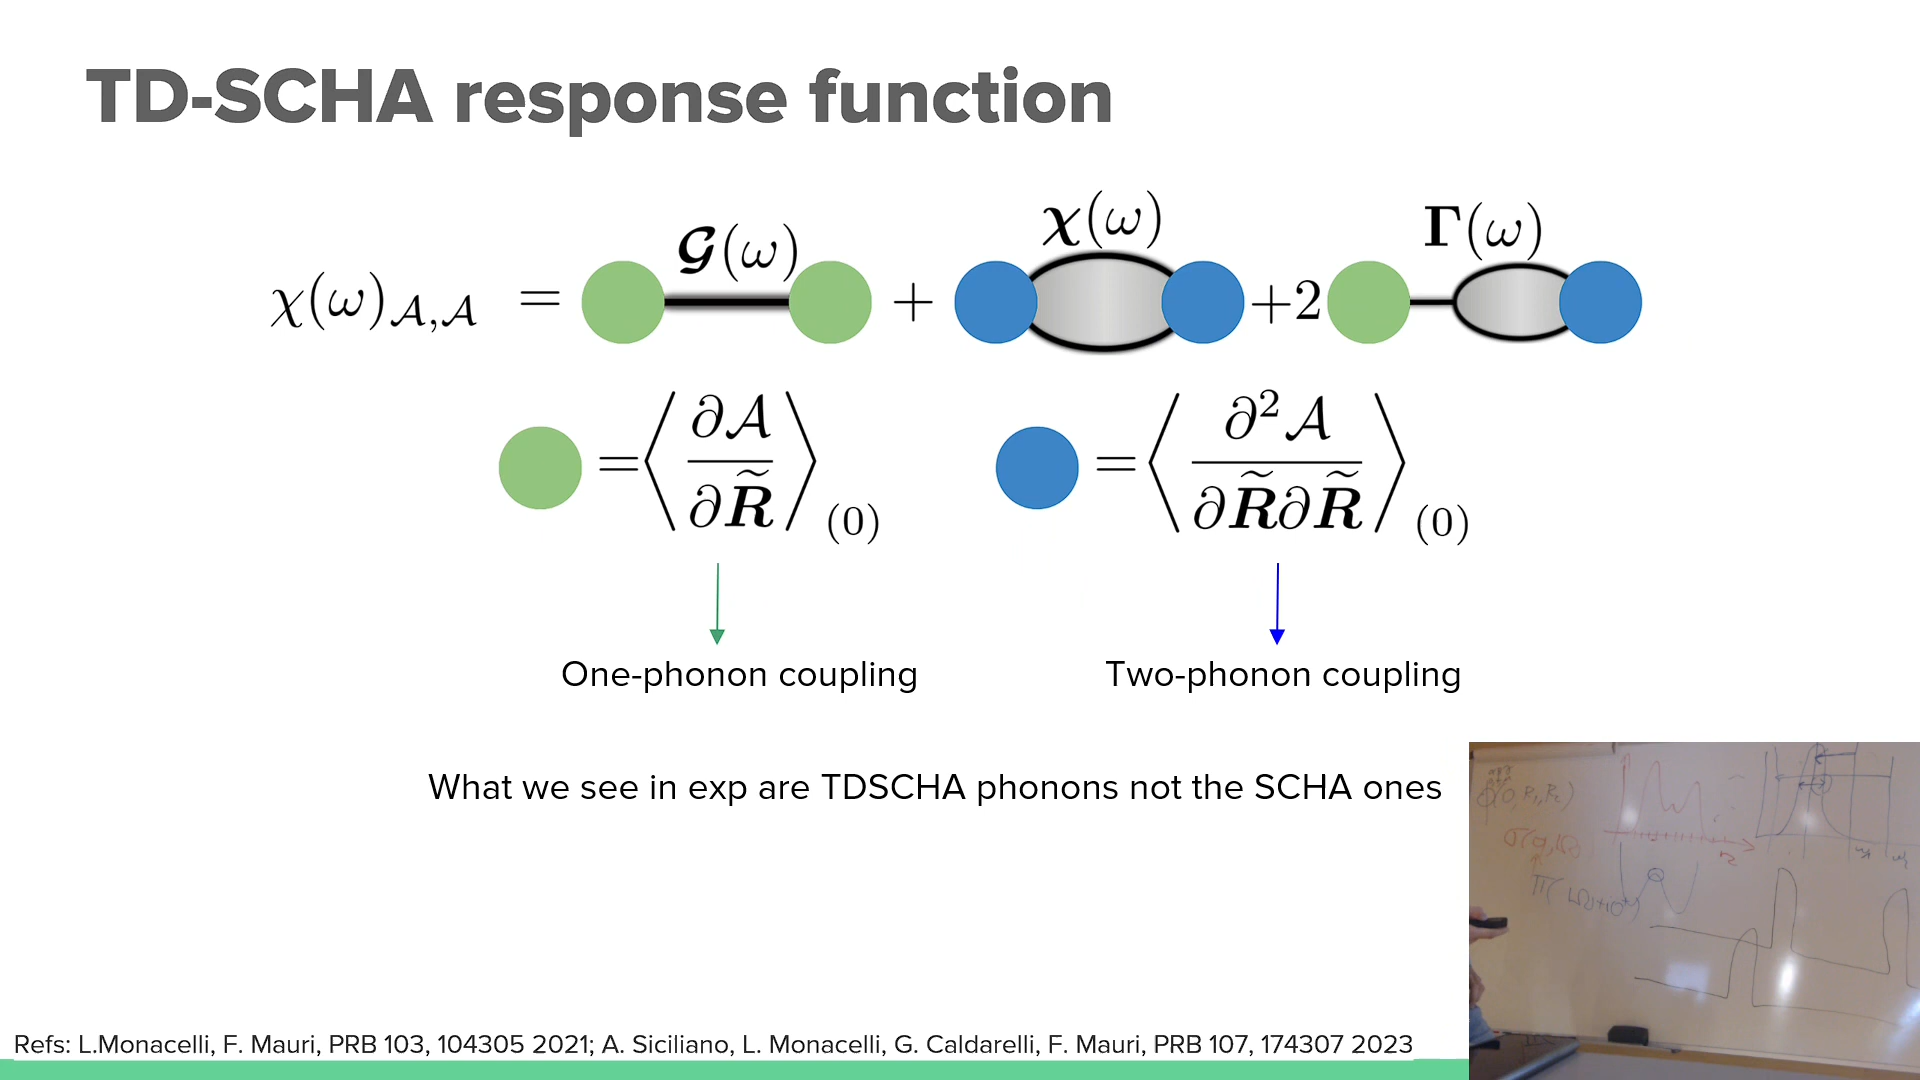 TD-SCHA response function
χ(ω)𝒜,𝒜 = 𝓖(ω) + 𝝌(ω) +2 𝚪(ω)
= ⟨ ∂𝒜 / ∂R̃ ⟩(0) = ⟨ ∂²𝒜 / ∂R̃∂R̃ ⟩(0)
One-phonon coupling Two-phonon coupling
What we see in exp are TDSCHA phonons not the SCHA ones
Refs: L.Monacelli, F. Mauri, PRB 103, 104305 2021; A. Siciliano, L. Monacelli, G. Caldarelli, F. Mauri, PRB 107, 174307 2023